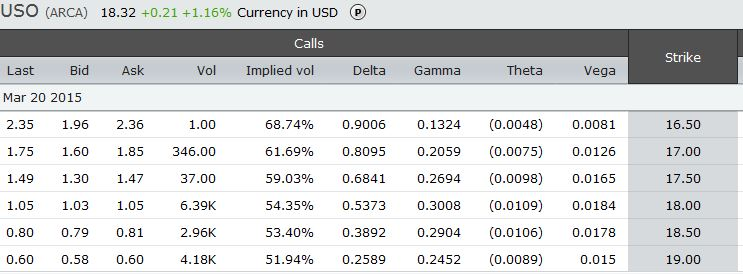 USO (ARCA) 18.32 +0.21 +1.16% Currency in USD P
Calls Strike
Last Bid Ask Vol Implied vol Delta Gamma Theta Vega
Mar 20 2015
2.35 1.96 2.36 1.00 68.74% 0.9006 0.1324 (0.0048) 0.0081 16.50
1.75 1.60 1.85 346.00 61.69% 0.8095 0.2059 (0.0075) 0.0126 17.00
1.49 1.30 1.47 37.00 59.03% 0.6841 0.2694 (0.0098) 0.0165 17.50
1.05 1.03 1.05 6.39K 54.35% 0.5373 0.3008 (0.0109) 0.0184 18.00
0.80 0.79 0.81 2.96K 53.40% 0.3892 0.2904 (0.0106) 0.0178 18.50
0.60 0.58 0.60 4.18K 51.94% 0.2589 0.2452 (0.0089) 0.015 19.00